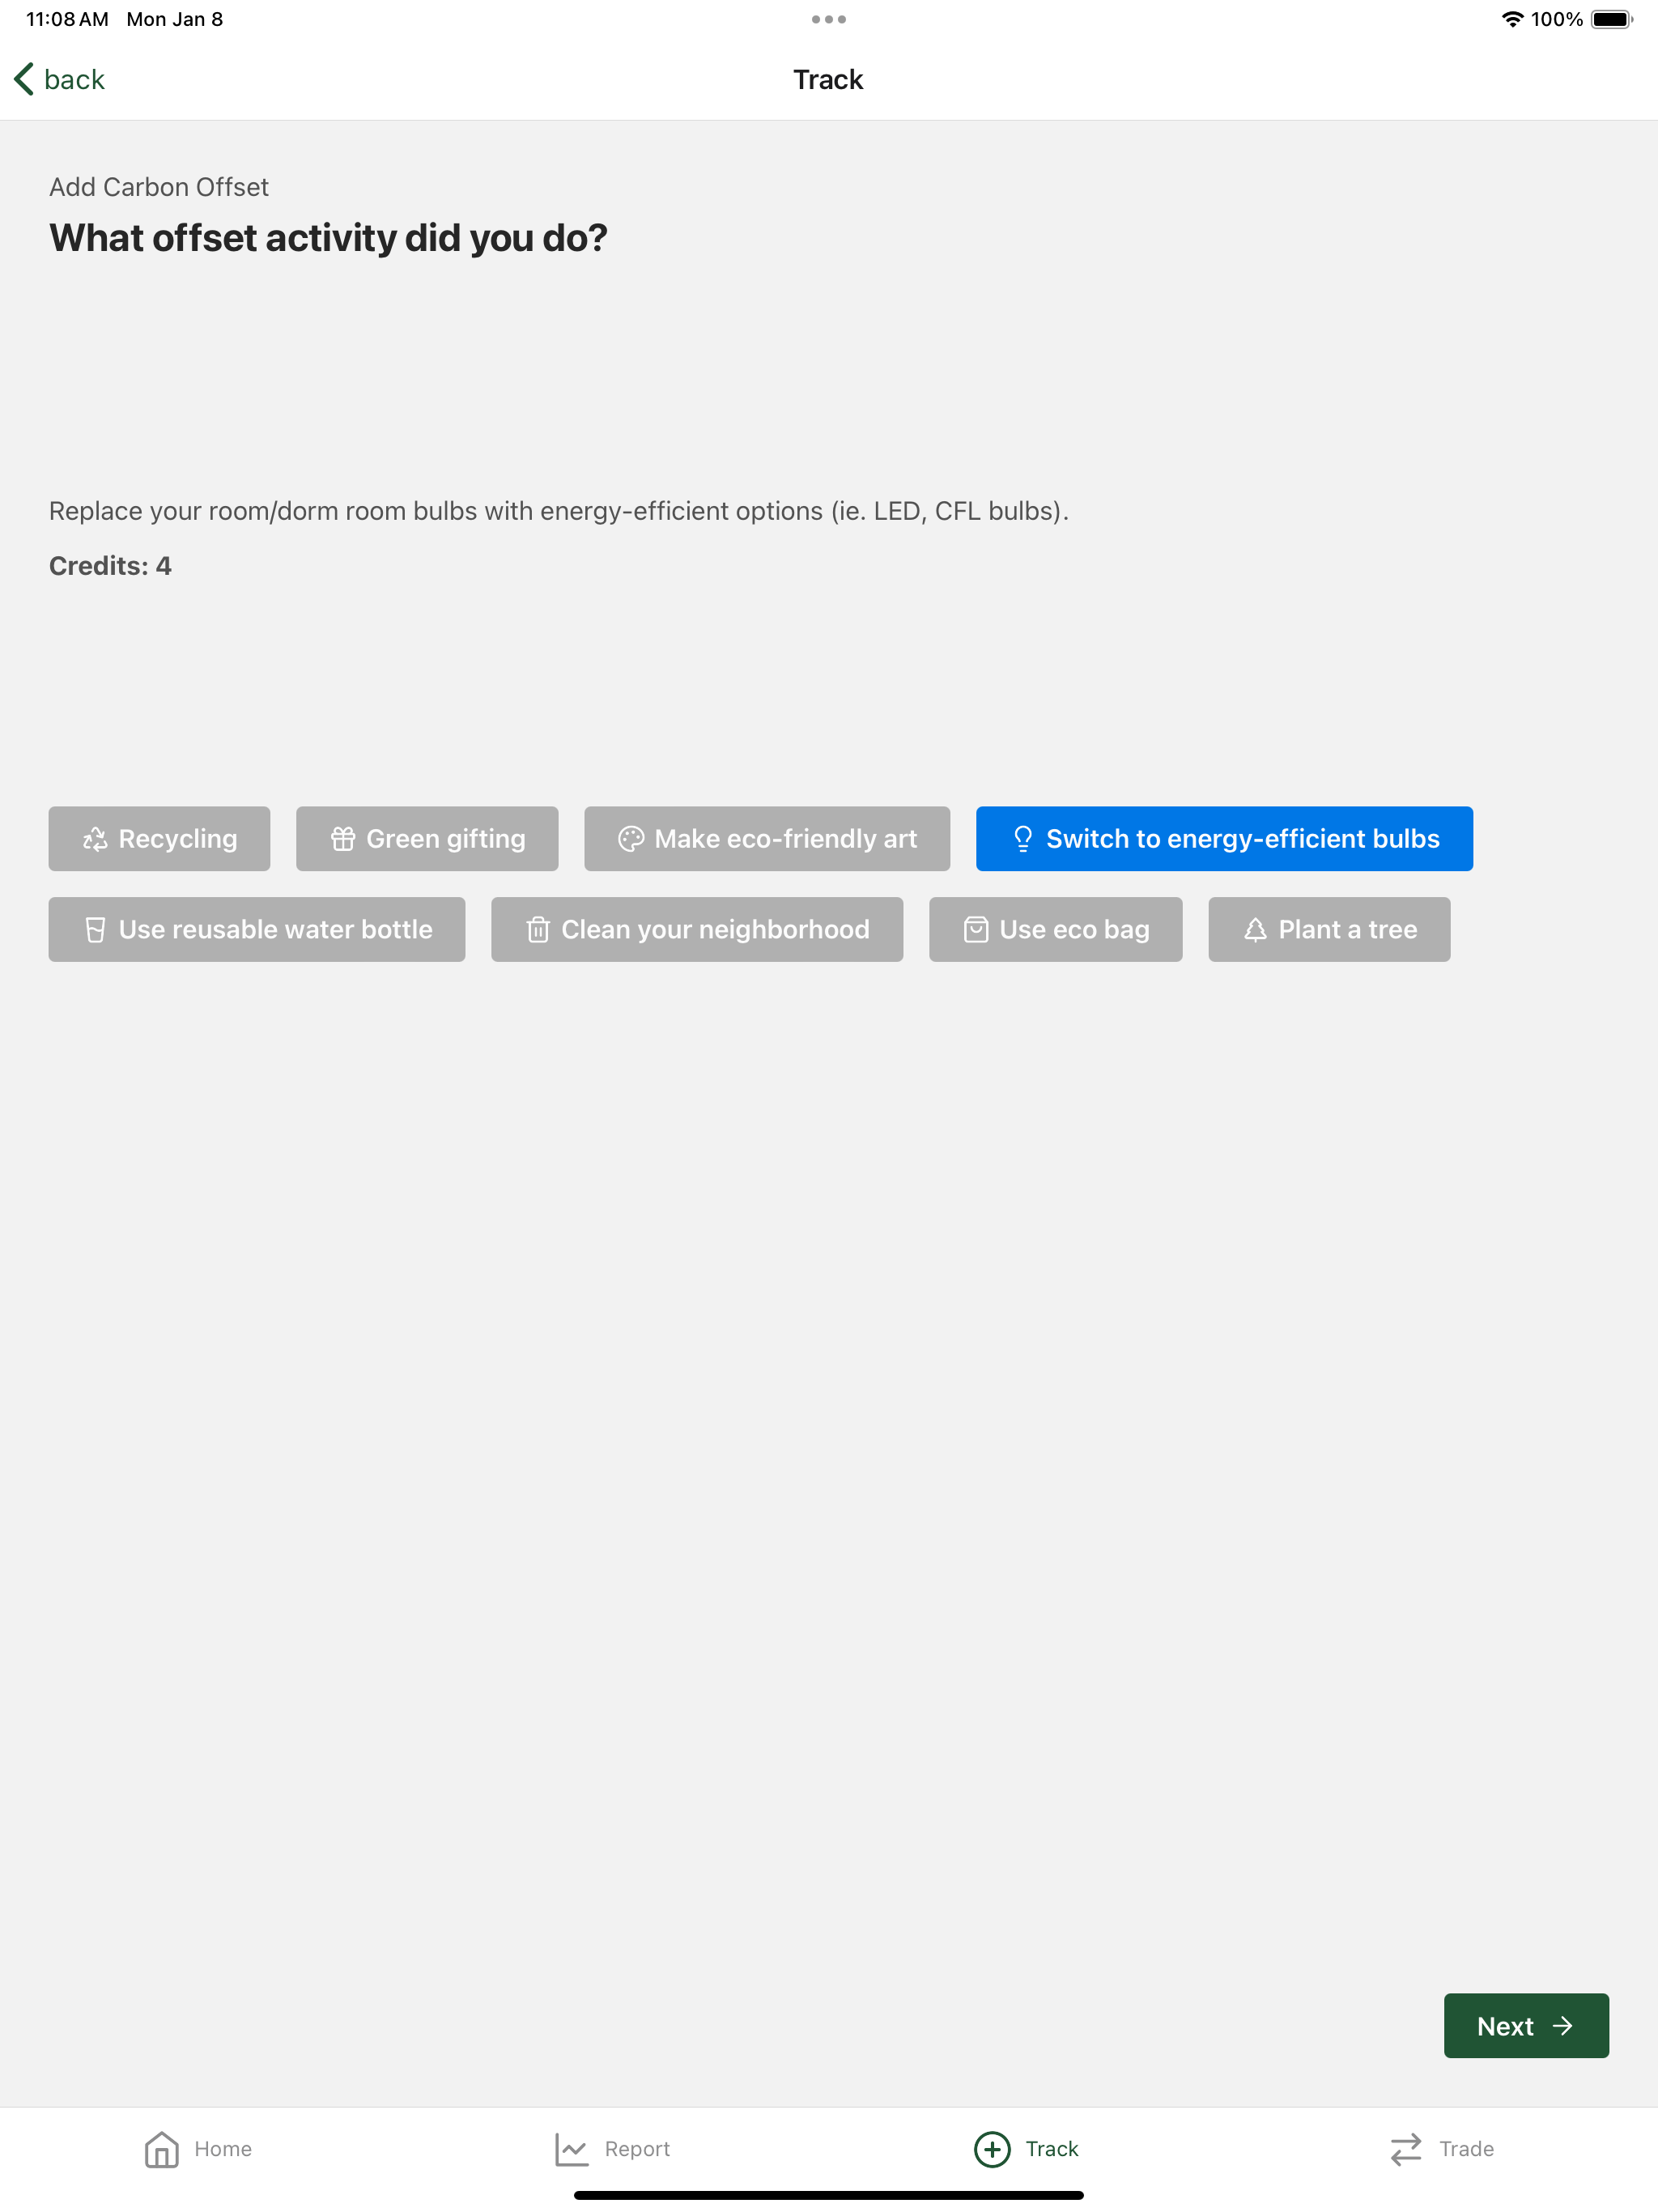 11:08 AM Mon Jan 8
100%
back
Track
Add Carbon Offset
What offset activity did you do?
Replace your room/dorm room bulbs with energy-efficient options (ie. LED, CFL bulbs).
Credits: 4
Recycling
Green gifting
Make eco-friendly art
Switch to energy-efficient bulbs
Use reusable water bottle
Clean your neighborhood
Use eco bag
Plant a tree
Next
Home
Report
Track
Trade